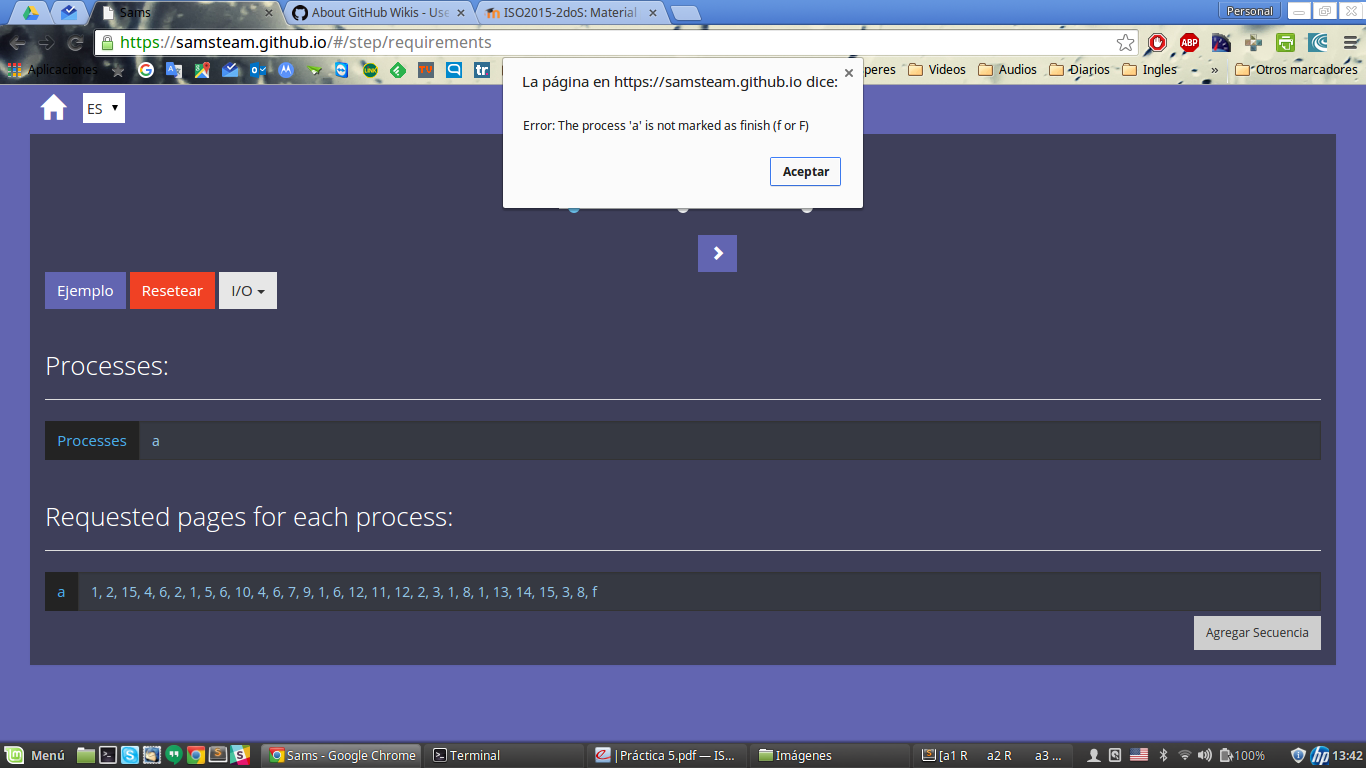 Sams
About GitHub Wikis - Use
ISO2015-2doS: Material
Personal
https://samsteam.github.io/#/step/requirements
Aplicaciones
peres
Videos
Audios
Diarios
Ingles
»
Otros marcadores
La página en https://samsteam.github.io dice:
Error: The process 'a' is not marked as finish (f or F)
Aceptar
ES
Ejemplo
Resetear
I/O
Processes:
Processes
a
Requested pages for each process:
a
1, 2, 15, 4, 6, 2, 1, 5, 6, 10, 4, 6, 7, 9, 1, 6, 12, 11, 12, 2, 3, 1, 8, 1, 13, 14, 15, 3, 8, f
Agregar Secuencia
Menú
Sams - Google Chrome
Terminal
|Práctica 5.pdf — IS...
Imágenes
[a1 R a2 R a3 ...
100%
13:42